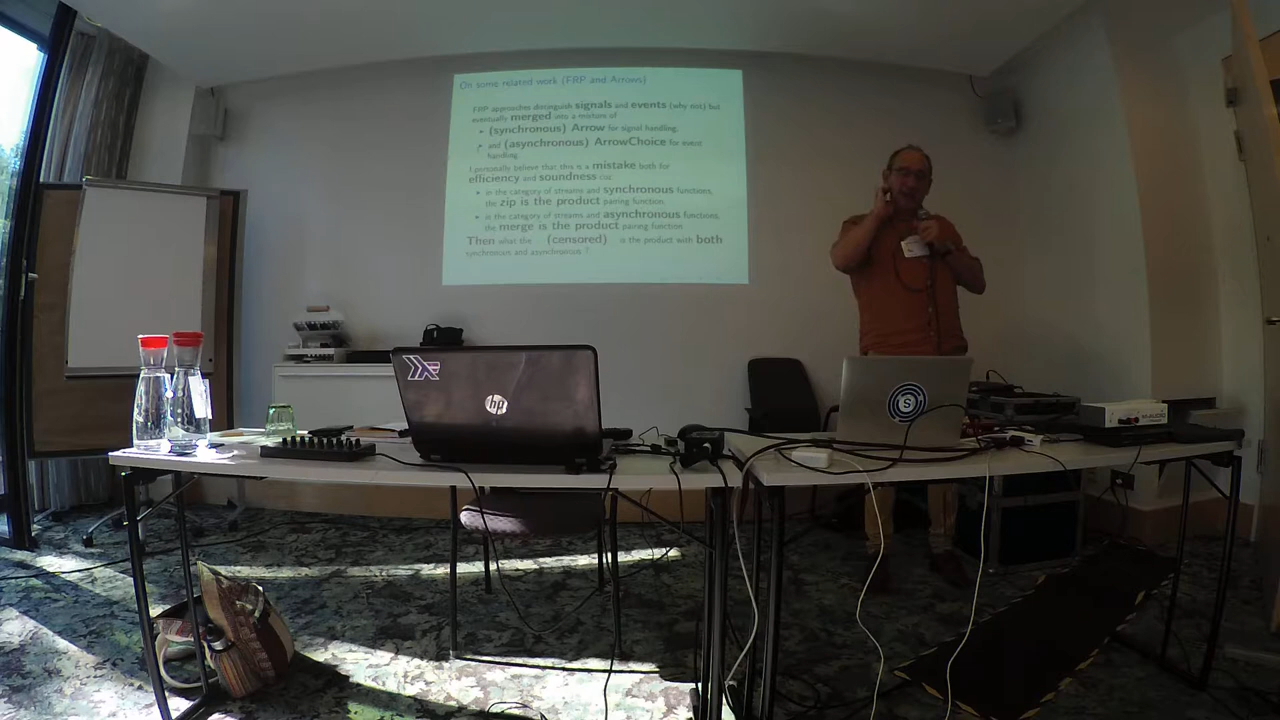 On some related work (FRP and Arrows)
FRP approaches distinguish signals and events (why not) but
eventually merged into a mixture of
(synchronous) Arrow for signal handling,
and (asynchronous) ArrowChoice for event
handling.
I personally believe that this is a mistake both for
efficiency and soundness
in the category of streams and synchronous functions,
the zip is the product pairing function.
in the category of streams and asynchronous functions,
the merge is the product pairing function
Then what the (censored) is the product with both
synchronous and asynchronous ?
hp
S
M-AUDIO